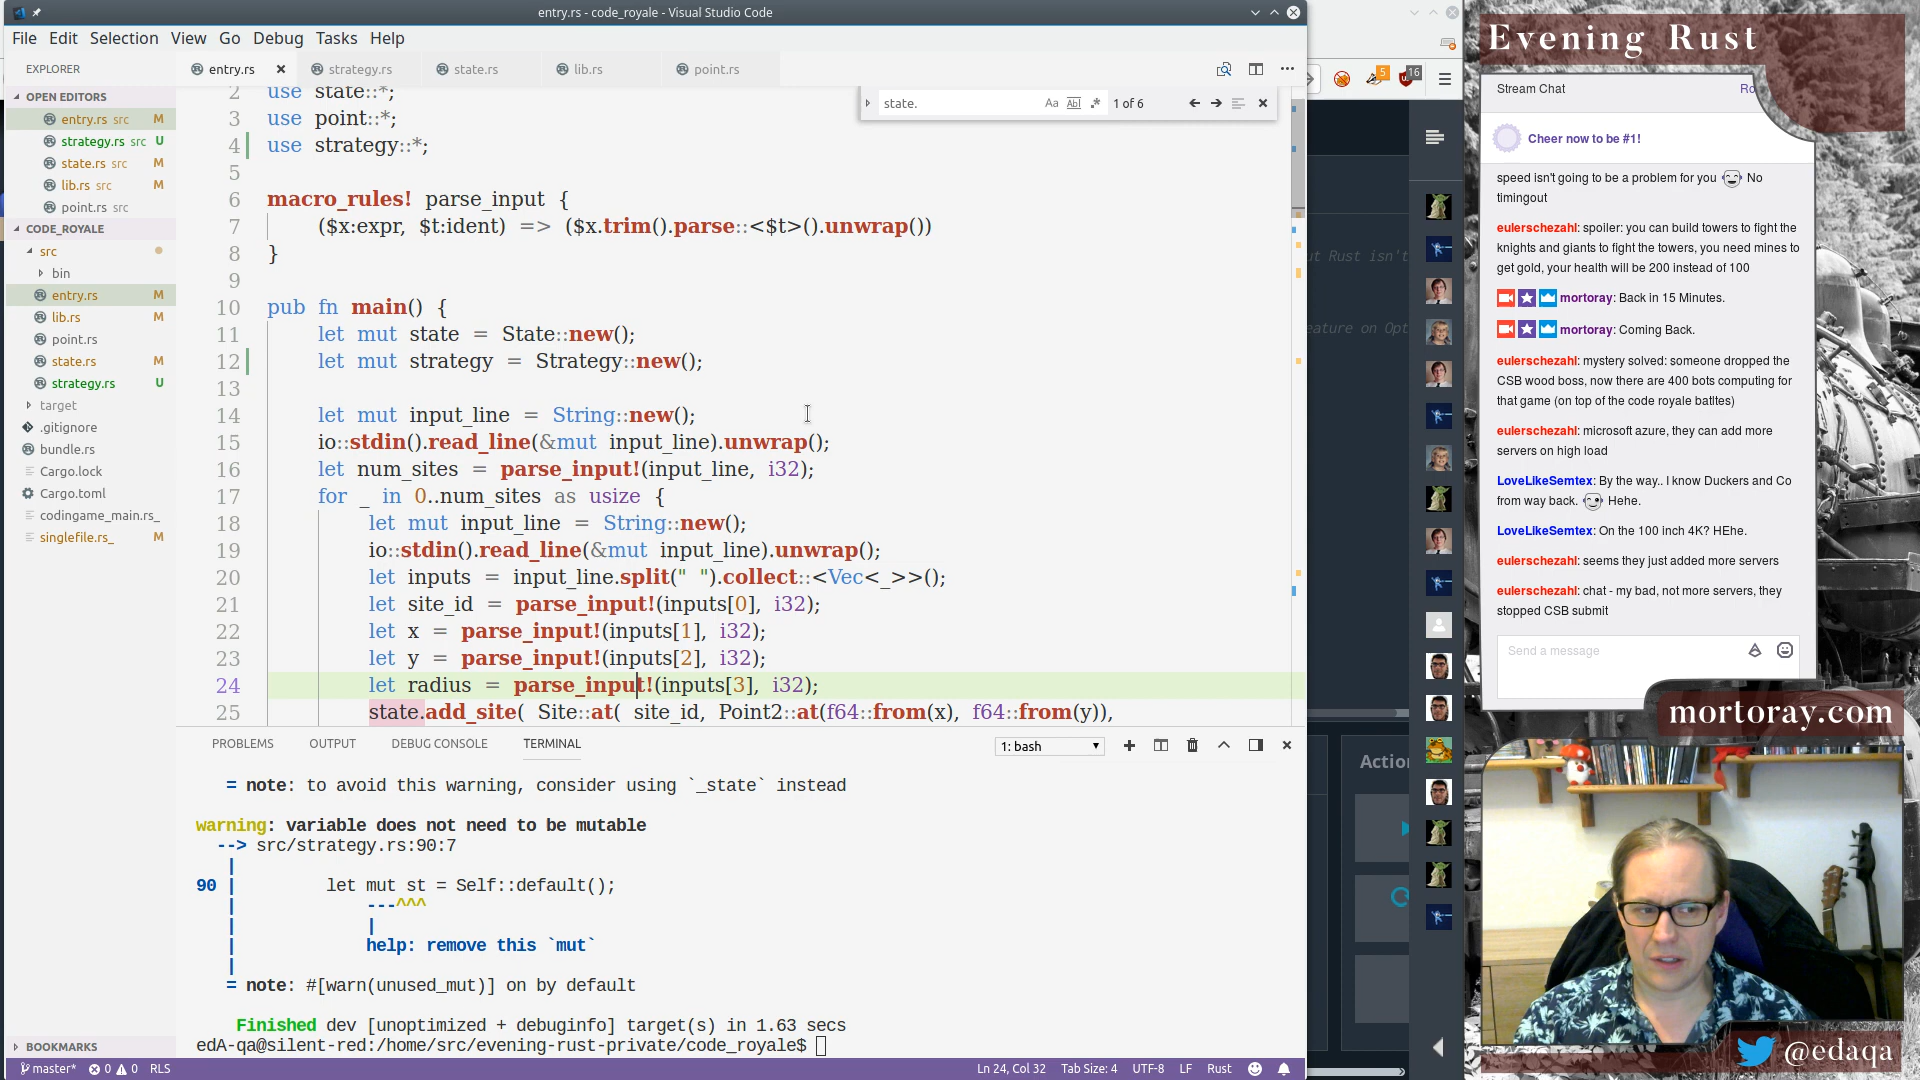 entry.rs - code_royale - Visual Studio Code
File Edit Selection View Go Debug Tasks Help
EXPLORER
entry.rs
strategy.rs
state.rs
lib.rs
point.rs
OPEN EDITORS
entry.rs src M
strategy.rs src U
state.rs src M
lib.rs src M
point.rs src
CODE_ROYALE
src
bin
entry.rs M
lib.rs M
point.rs
state.rs M
strategy.rs U
target
.gitignore
bundle.rs
Cargo.lock
Cargo.toml
codingame_main.rs_
singlefile.rs_ M
BOOKMARKS
state.
Aa Abl .* 1 of 6
2 use state::*;
3 use point::*;
4 use strategy::*;
5
6 macro_rules! parse_input {
7 ($x:expr, $t:ident) => ($x.trim().parse::<$t>().unwrap())
8 }
9
10 pub fn main() {
11 let mut state = State::new();
12 let mut strategy = Strategy::new();
13
14 let mut input_line = String::new();
15 io::stdin().read_line(&mut input_line).unwrap();
16 let num_sites = parse_input!(input_line, i32);
17 for _ in 0..num_sites as usize {
18 let mut input_line = String::new();
19 io::stdin().read_line(&mut input_line).unwrap();
20 let inputs = input_line.split(" ").collect::<Vec<_>>();
21 let site_id = parse_input!(inputs[0], i32);
22 let x = parse_input!(inputs[1], i32);
23 let y = parse_input!(inputs[2], i32);
24 let radius = parse_input!(inputs[3], i32);
25 state.add_site( Site::at( site_id, Point2::at(f64::from(x), f64::from(y)),
PROBLEMS OUTPUT DEBUG CONSOLE TERMINAL
1: bash
= note: to avoid this warning, consider using `_state` instead
warning: variable does not need to be mutable
--> src/strategy.rs:90:7
|
90 | let mut st = Self::default();
| ---^^^
| |
| help: remove this `mut`
|
= note: #[warn(unused_mut)] on by default
Finished dev [unoptimized + debuginfo] target(s) in 1.63 secs
edA-qa@silent-red:/home/src/evening-rust-private/code_royale$
master* 0 0 RLS
Ln 24, Col 32 Tab Size: 4 UTF-8 LF Rust
5
16
ut Rust isn't
eature on Opt
Action
Evening Rust
Stream Chat
Ro
Cheer now to be #1!
speed isn't going to be a problem for you No
timingout
eulerschezahl: spoiler: you can build towers to fight the
knights and giants to fight the towers, you need mines to
get gold, your health will be 200 instead of 100
mortoray: Back in 15 Minutes.
mortoray: Coming Back.
eulerschezahl: mystery solved: someone dropped the
CSB wood boss, now there are 400 bots computing for
that game (on top of the code royale batltes)
eulerschezahl: microsoft azure, they can add more
servers on high load
LoveLikeSemtex: By the way.. I know Duckers and Co
from way back. Hehe.
LoveLikeSemtex: On the 100 inch 4K? HEhe.
eulerschezahl: seems they just added more servers
eulerschezahl: chat - my bad, not more servers, they
stopped CSB submit
Send a message
mortoray.com
@edaqa